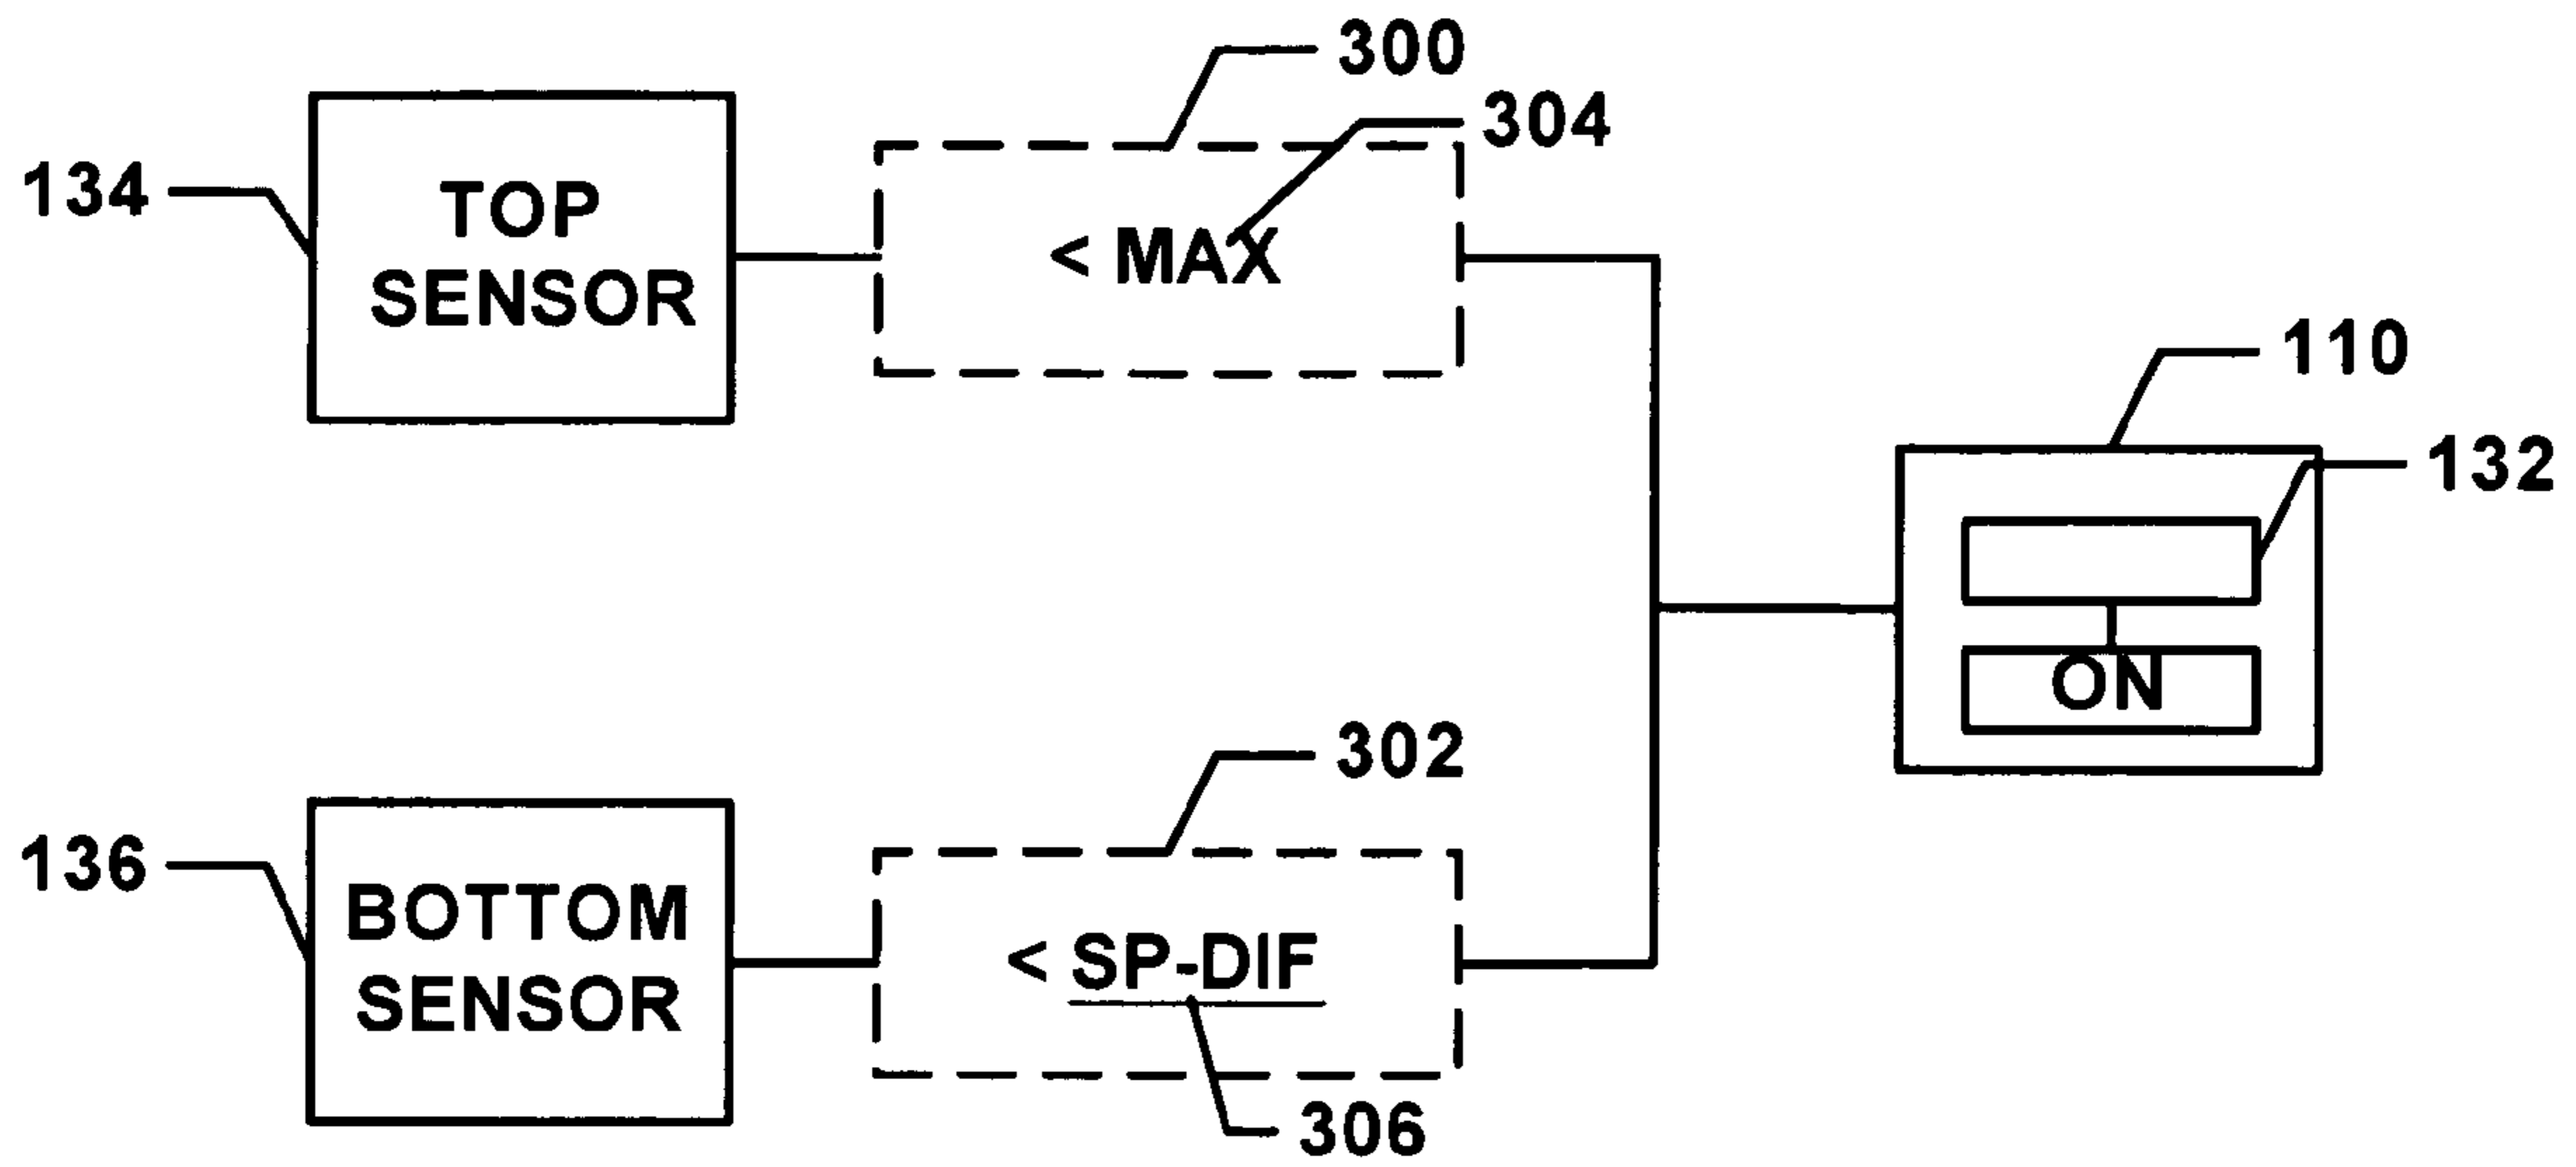 300
304
134
TOP
SENSOR
< MAX
110
132
ON
302
136
BOTTOM
SENSOR
< SP-DIF
306